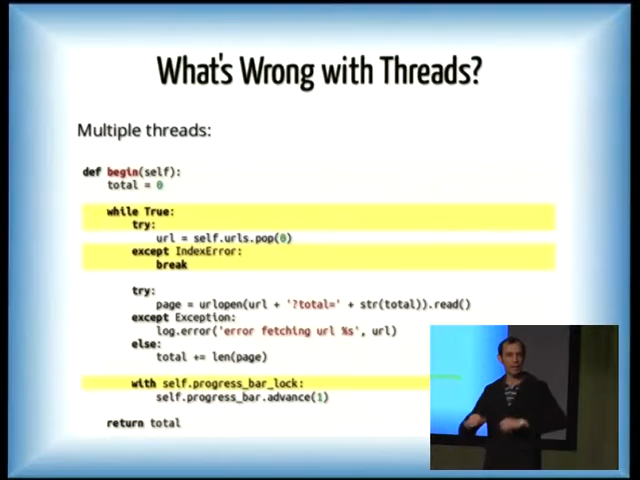 What's Wrong with Threads?
Multiple threads:
def begin(self):
    total = 0
    while True:
        try:
            url = self.urls.pop(0)
        except IndexError:
            break
        try:
            page = urlopen(url + '?total=' + str(total)).read()
        except Exception:
            log.error('error fetching url %s', url)
        else:
            total += len(page)
        with self.progress_bar_lock:
            self.progress_bar.advance(1)
    return total